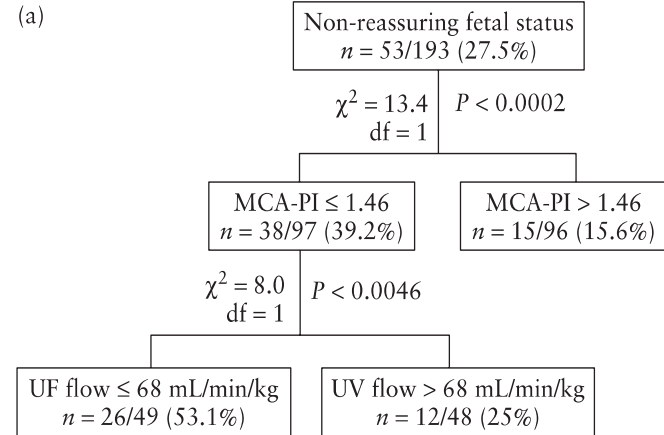 (a)
Non-reassuring fetal status
n = 53/193 (27.5%)
χ² = 13.4
df = 1
P < 0.0002
MCA-PI ≤ 1.46
n = 38/97 (39.2%)
MCA-PI > 1.46
n = 15/96 (15.6%)
χ² = 8.0
df = 1
P < 0.0046
UF flow ≤ 68 mL/min/kg
n = 26/49 (53.1%)
UV flow > 68 mL/min/kg
n = 12/48 (25%)